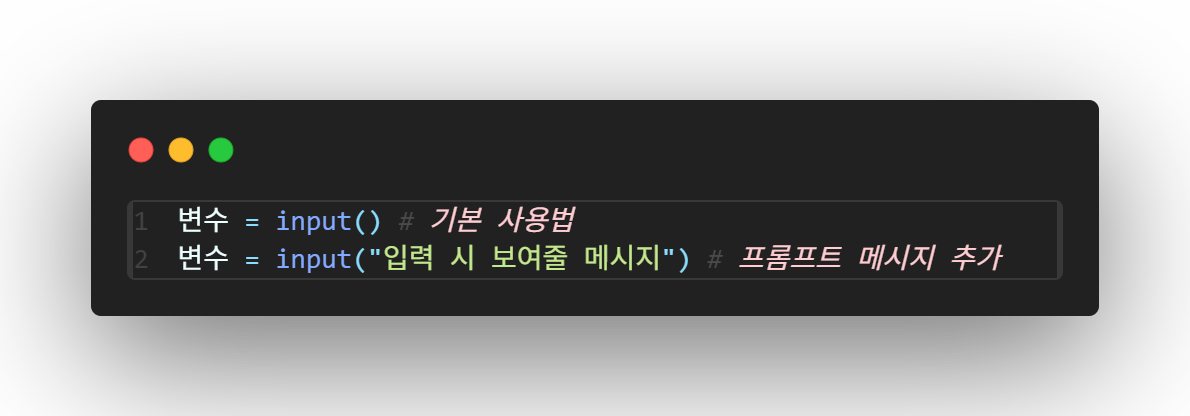 1 변수 = input() # 기본 사용법
2 변수 = input("입력 시 보여줄 메시지") # 프롬프트 메시지 추가